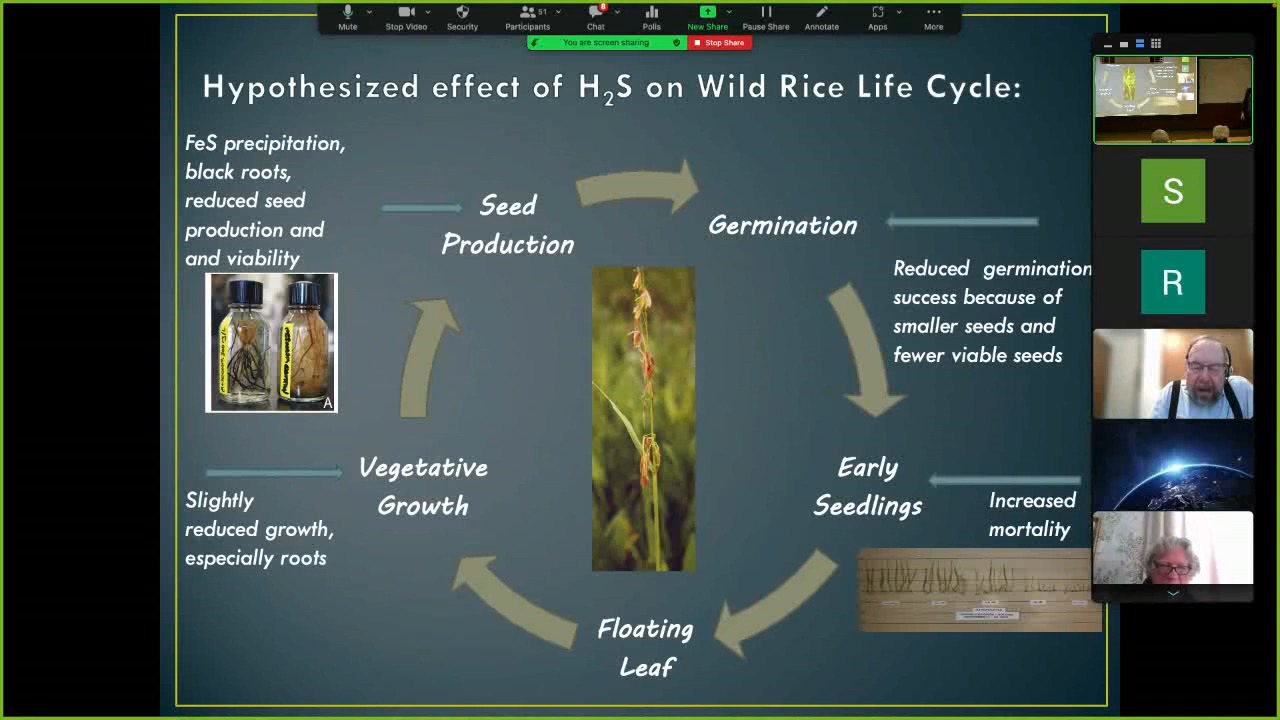 Mute
Stop Video
Security
51
Participants
8
Chat
Polls
New Share
Pause Share
Annotate
Apps
More
You are screen sharing
Stop Share
Hypothesized effect of H₂S on Wild Rice Life Cycle:
FeS precipitation,
black roots,
reduced seed
production and
and viability
Seed
Production
Germination
Reduced germination
success because of
smaller seeds and
fewer viable seeds
A
Vegetative
Growth
Slightly
reduced growth,
especially roots
Early
Seedlings
Increased
mortality
Floating
Leaf
S
R